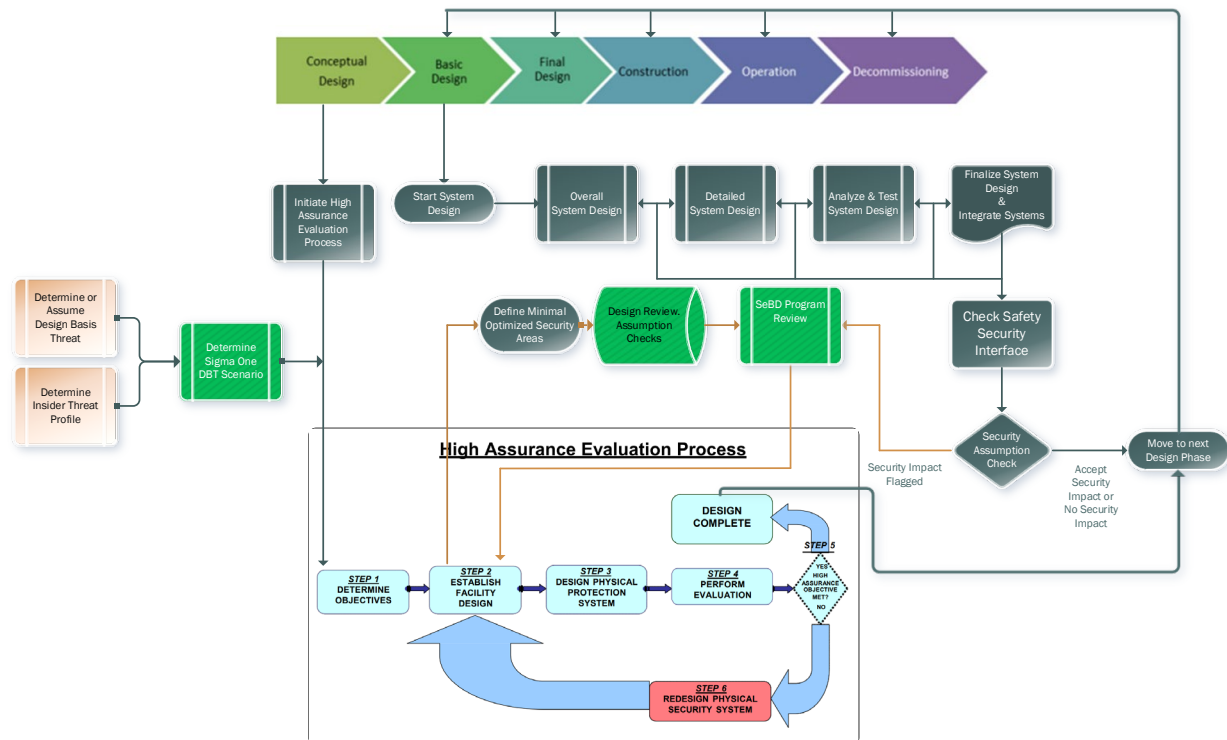 Conceptual
Design
Basic
Design
Final
Design
Construction
Operation
Decommissioning
Initiate High
Assurance
Evaluation
Process
Start System
Design
Overall
System Design
Detailed
System Design
Analyze & Test
System Design
Finalize System
Design
&
Integrate Systems
Determine or
Assume
Design Basis
Threat
Determine
Insider Threat
Profile
Determine
Sigma One
DBT Scenario
Define Minimal
Optimized Security
Areas
Design Review.
Assumption
Checks
SeBD Program
Review
Check Safety
Security
Interface
Security
Assumption
Check
Move to next
Design Phase
Security Impact
Flagged
Accept
Security
Impact or
No Security
Impact
High Assurance Evaluation Process
DESIGN
COMPLETE
STEP 1
DETERMINE
OBJECTIVES
STEP 2
ESTABLISH
FACILITY
DESIGN
STEP 3
DESIGN PHYSICAL
PROTECTION
SYSTEM
STEP 4
PERFORM
EVALUATION
STEP 5
YES
HIGH
ASSURANCE
OBJECTIVE
MET?
NO
STEP 6
REDESIGN PHYSICAL
SECURITY SYSTEM